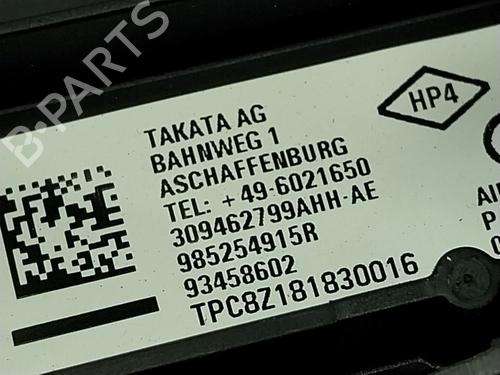 B-PARTS
HP4
TAKATA AG
BAHNWEG 1
ASCHAFFENBURG
TEL: +49-6021650
309462799AHH-AE
985254915R
93458602
TPC8Z181830016